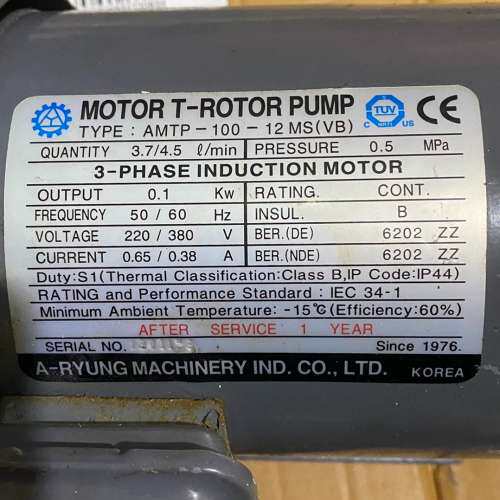 MOTOR T-ROTOR PUMP
TYPE : AMTP-100-12MS(VB)
TUV
C US
CE
QUANTITY 3.7/4.5 ℓ/min PRESSURE 0.5 MPa
3-PHASE INDUCTION MOTOR
OUTPUT 0.1 Kw RATING. CONT.
FREQUENCY 50/60 Hz INSUL. B
VOLTAGE 220/380 V BER.(DE) 6202 ZZ
CURRENT 0.65/0.38 A BER.(NDE) 6202 ZZ
Duty:S1(Thermal Classification:Class B,IP Code:IP44)
RATING and Performance Standard : IEC 34-1
Minimum Ambient Temperature: -15℃(Efficiency:60%)
AFTER SERVICE 1 YEAR
SERIAL NO. Since 1976.
A-RYUNG MACHINERY IND. CO., LTD. KOREA